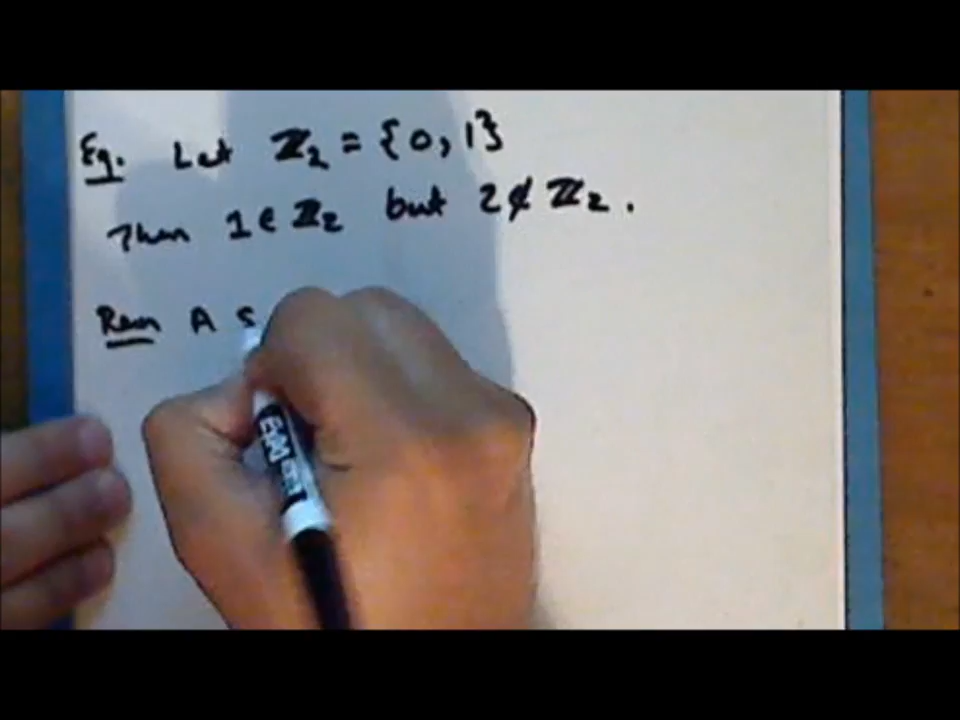 Eg. Let ℤ₂ = {0, 1}
Then 1 ∈ ℤ₂ but 2 ∉ ℤ₂.
Rem A S